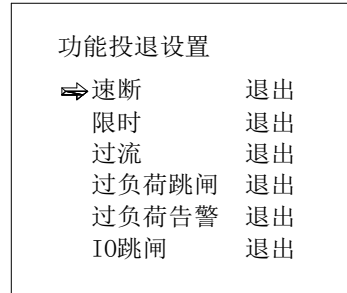 功能投退设置
速断 退出
限时 退出
过流 退出
过负荷跳闸 退出
过负荷告警 退出
I0跳闸 退出